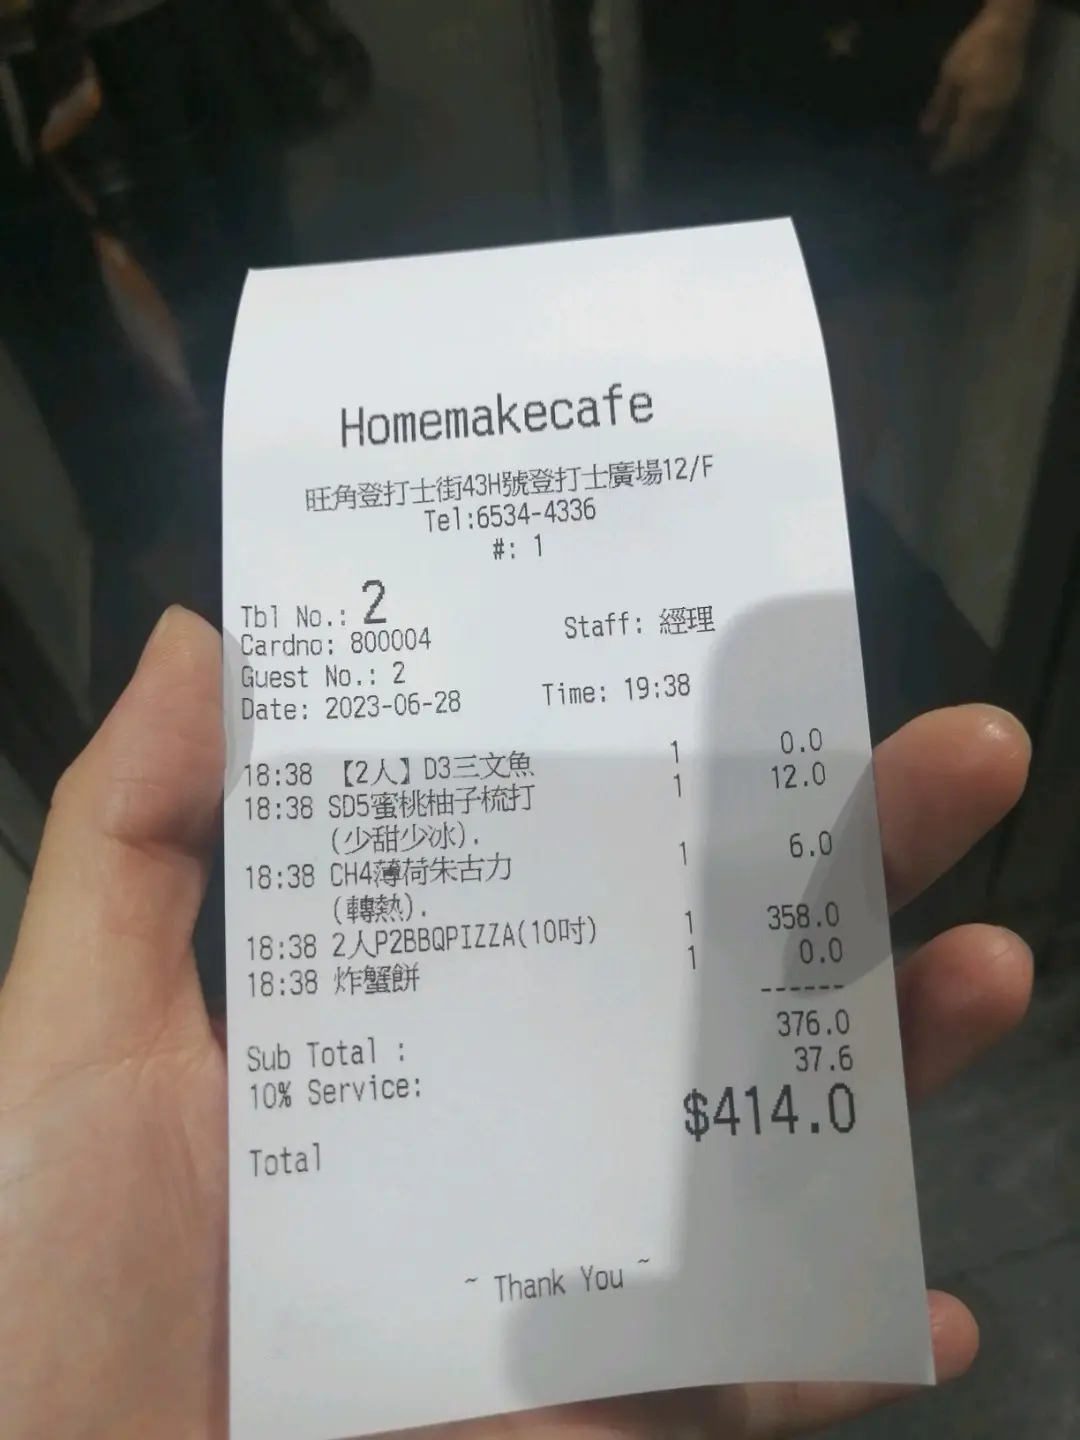 Homemakecafe
旺角登打士街43H號登打士廣場12/F
Tel:6534-4336
#: 1
Tbl No.: 2
Cardno: 800004 Staff: 經理
Guest No.: 2
Date: 2023-06-28 Time: 19:38
18:38 【2人】D3三文魚 1 0.0
18:38 SD5蜜桃柚子梳打 1 12.0
(少甜少冰).
18:38 CH4薄荷朱古力 1 6.0
(轉熱).
18:38 2人P2BBQPIZZA(10吋) 1 358.0
18:38 炸蟹餅 1 0.0
------
Sub Total : 376.0
10% Service: 37.6
Total $414.0
~ Thank You ~